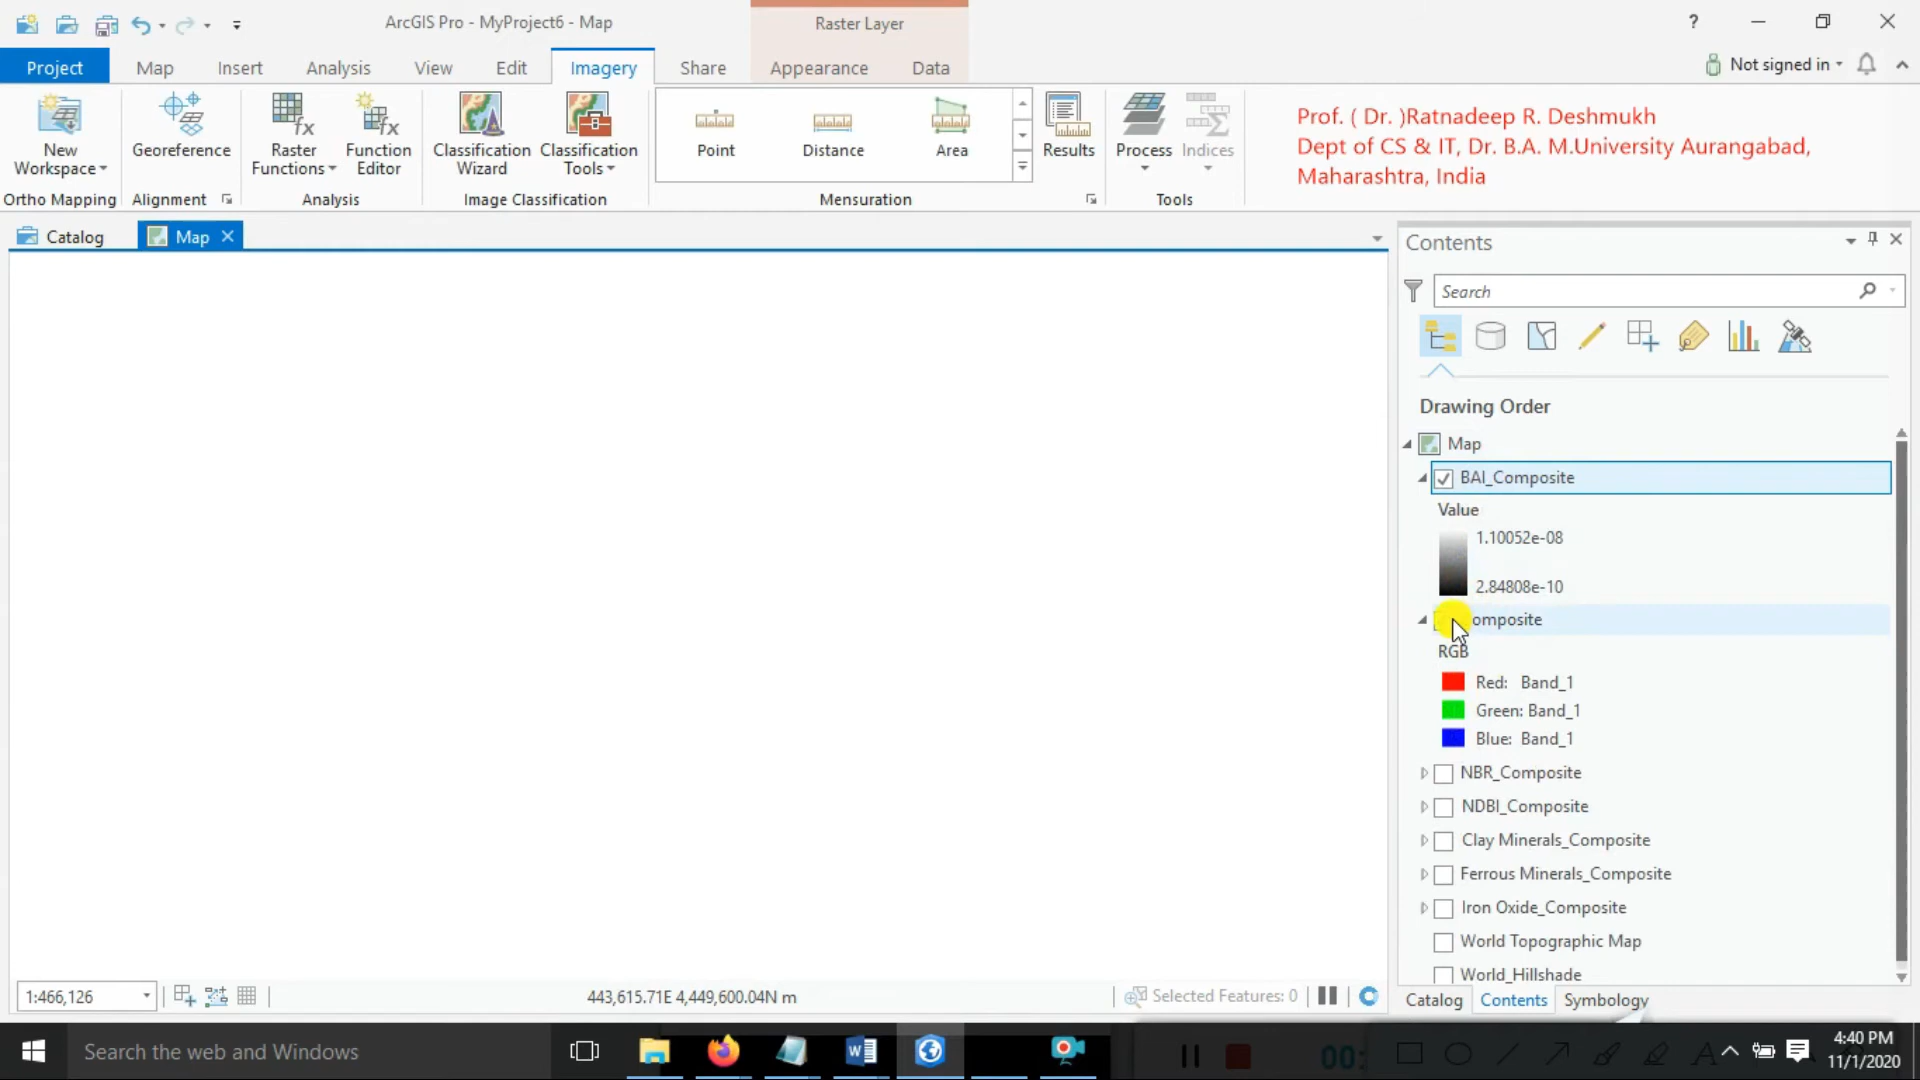 ArcGIS Pro - MyProject6 - Map
Raster Layer
?
Project
Map
Insert
Analysis
View
Edit
Imagery
Share
Appearance
Data
Not signed in
New
Workspace
Georeference
Raster
Functions
Function
Editor
Classification
Wizard
Classification
Tools
Point
Distance
Area
Results
Process
Indices
Ortho Mapping
Alignment
Analysis
Image Classification
Mensuration
Tools
Prof. ( Dr. )Ratnadeep R. Deshmukh
Dept of CS & IT, Dr. B.A. M.University Aurangabad,
Maharashtra, India
Catalog
Map
Contents
Search
Drawing Order
Map
BAI_Composite
Value
1.10052e-08
2.84808e-10
omposite
RGB
Red: Band_1
Green: Band_1
Blue: Band_1
NBR_Composite
NDBI_Composite
Clay Minerals_Composite
Ferrous Minerals_Composite
Iron Oxide_Composite
World Topographic Map
World_Hillshade
1:466,126
443,615.71E 4,449,600.04N m
Selected Features: 0
Catalog
Contents
Symbology
Search the web and Windows
00:
4:40 PM
11/1/2020